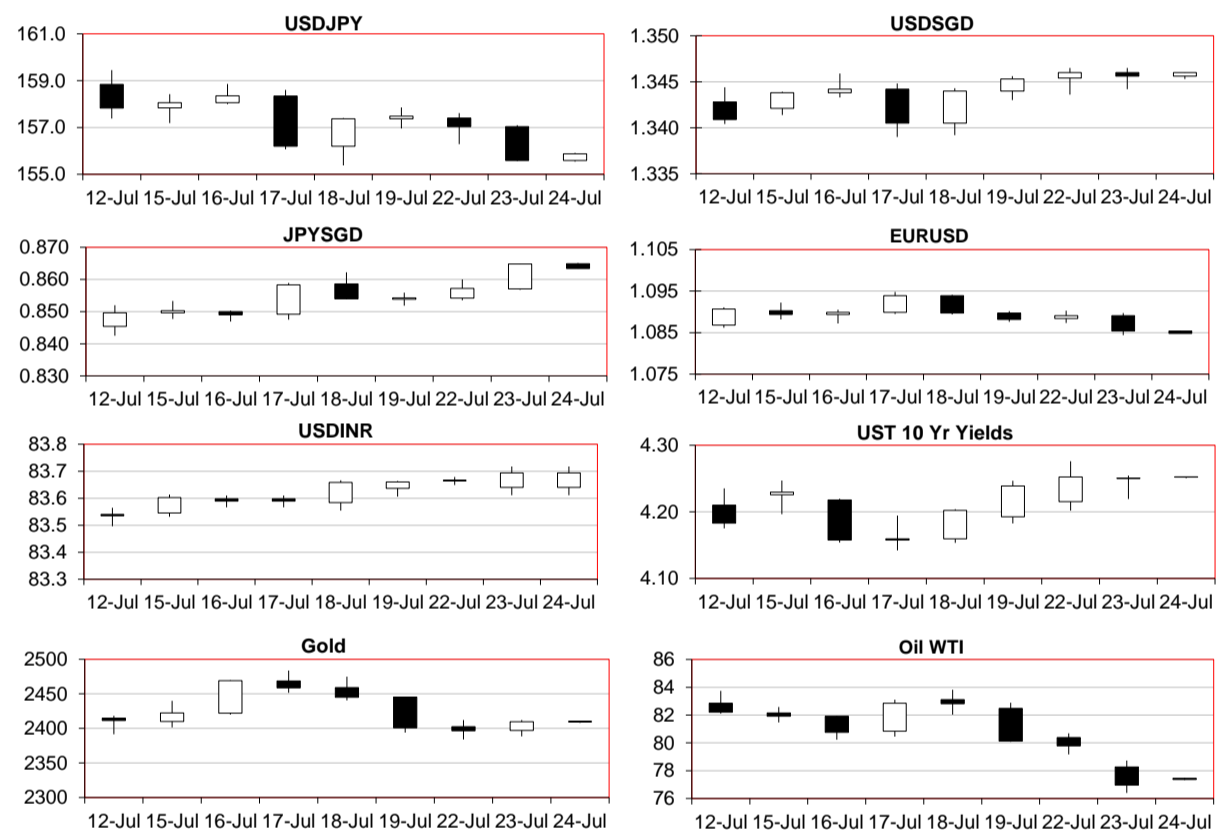 USDJPY
161.0
159.0
157.0
155.0
12-Jul 15-Jul 16-Jul 17-Jul 18-Jul 19-Jul 22-Jul 23-Jul 24-Jul
USDSGD
1.350
1.345
1.340
1.335
12-Jul 15-Jul 16-Jul 17-Jul 18-Jul 19-Jul 22-Jul 23-Jul 24-Jul
JPYSGD
0.870
0.860
0.850
0.840
0.830
12-Jul 15-Jul 16-Jul 17-Jul 18-Jul 19-Jul 22-Jul 23-Jul 24-Jul
EURUSD
1.105
1.095
1.085
1.075
12-Jul 15-Jul 16-Jul 17-Jul 18-Jul 19-Jul 22-Jul 23-Jul 24-Jul
USDINR
83.8
83.7
83.6
83.5
83.4
83.3
12-Jul 15-Jul 16-Jul 17-Jul 18-Jul 19-Jul 22-Jul 23-Jul 24-Jul
UST 10 Yr Yields
4.30
4.20
4.10
12-Jul 15-Jul 16-Jul 17-Jul 18-Jul 19-Jul 22-Jul 23-Jul 24-Jul
Gold
2500
2450
2400
2350
2300
12-Jul 15-Jul 16-Jul 17-Jul 18-Jul 19-Jul 22-Jul 23-Jul 24-Jul
Oil WTI
86
84
82
80
78
76
12-Jul 15-Jul 16-Jul 17-Jul 18-Jul 19-Jul 22-Jul 23-Jul 24-Jul